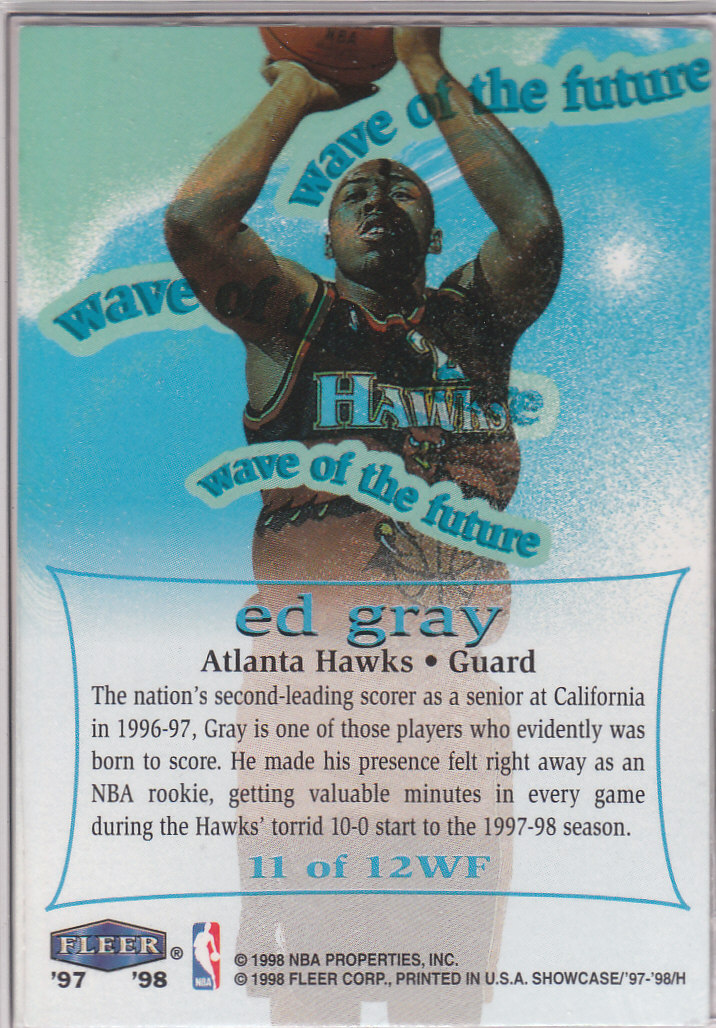 NBA
wave of the future
wave of
HAWKS
wave of the future
ed gray
Atlanta Hawks • Guard
The nation's second-leading scorer as a senior at California
in 1996-97, Gray is one of those players who evidently was
born to score. He made his presence felt right away as an
NBA rookie, getting valuable minutes in every game
during the Hawks' torrid 10-0 start to the 1997-98 season.
11 of 12WF
FLEER ®
'97 '98
NBA
© 1998 NBA PROPERTIES, INC.
© 1998 FLEER CORP., PRINTED IN U.S.A. SHOWCASE/'97-'98/H